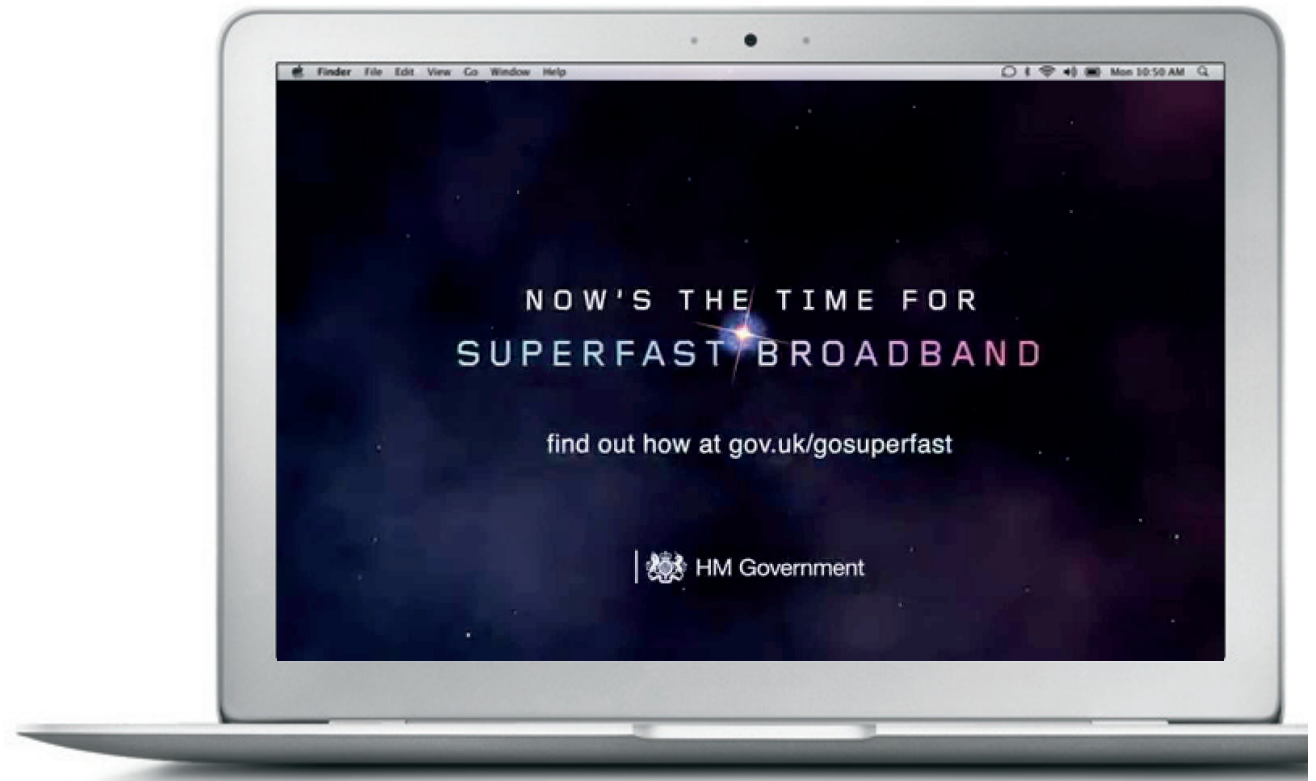 Finder File Edit View Go Window Help Mon 10:50 AM
NOW'S THE TIME FOR
SUPERFAST BROADBAND
find out how at gov.uk/gosuperfast
HM Government